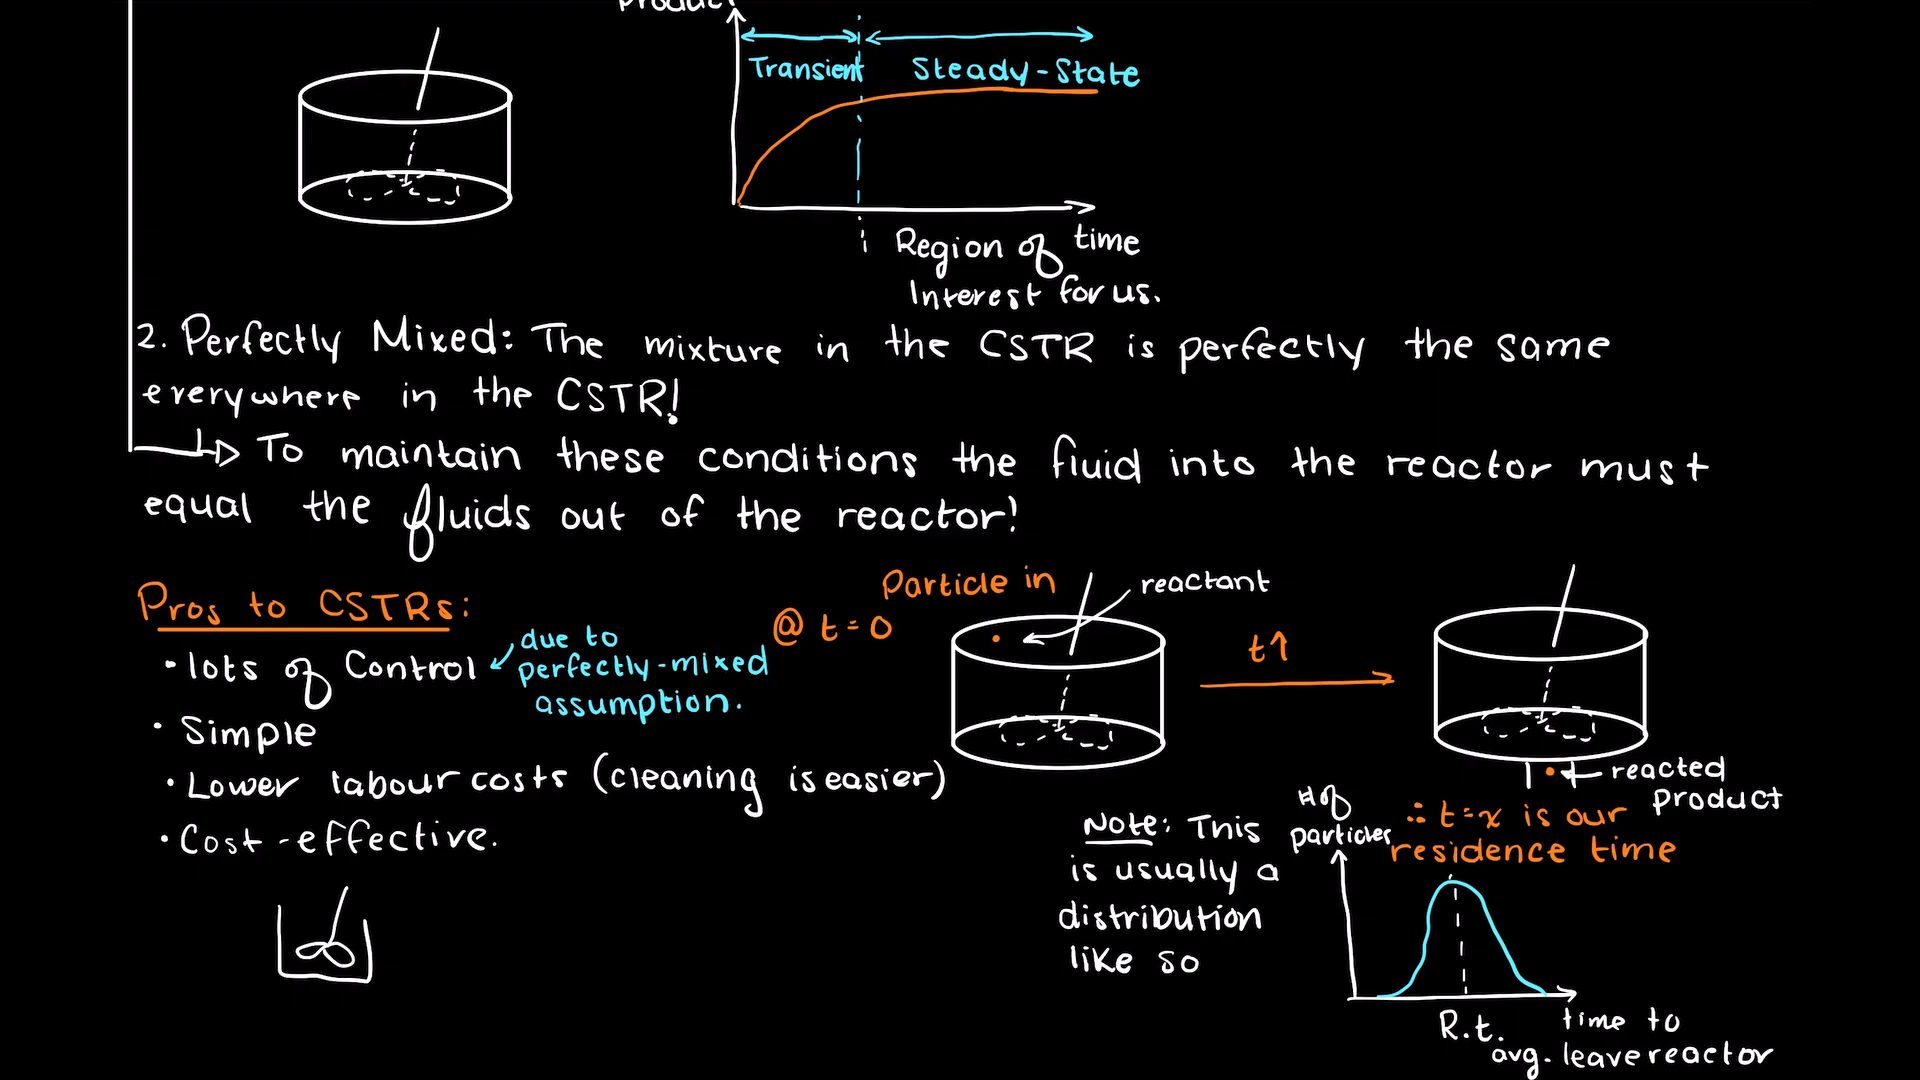 Product
Transient
Steady-State
time
Region of
Interest for us.
2. Perfectly Mixed: The mixture in the CSTR is perfectly the same
everywhere in the CSTR!
To maintain these conditions the fluid into the reactor must
equal the fluids out of the reactor!
Pros to CSTRs:
• lots of Control
due to
perfectly-mixed
assumption.
• Simple
• Lower labour costs (cleaning is easier)
• Cost-effective.
Particle in
@ t=0
reactant
t↑
reacted
product
∴ t=x is our
residence time
Note: This
is usually a
distribution
like so
# of
particles
R.t.
avg.
time to
leave reactor